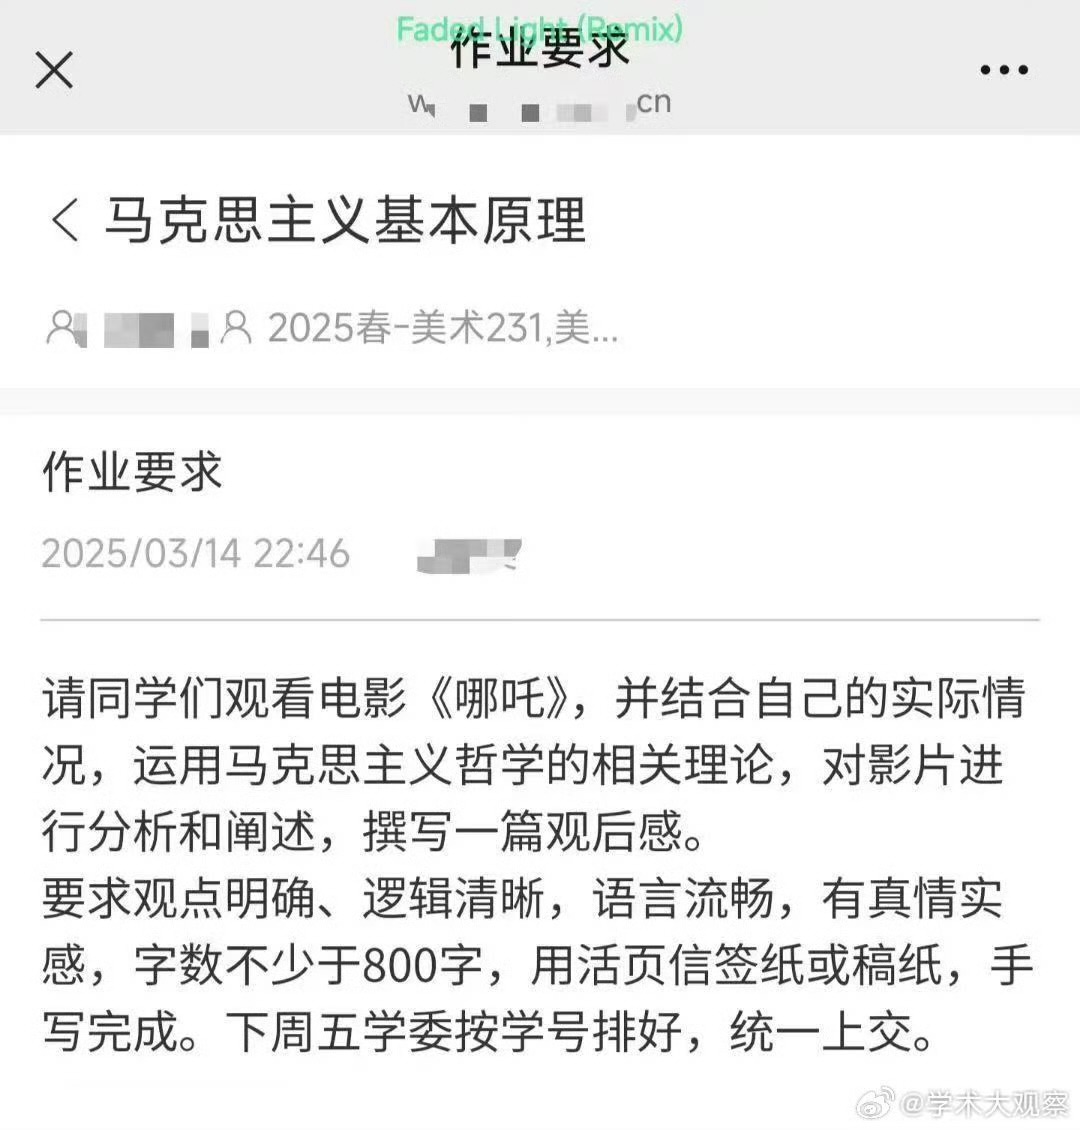 Faded Light (Remix)
作业要求
cn
马克思主义基本原理
2025春-美术231,美...
作业要求
2025/03/14 22:46
请同学们观看电影《哪吒》，并结合自己的实际情
况，运用马克思主义哲学的相关理论，对影片进
行分析和阐述，撰写一篇观后感。
要求观点明确、逻辑清晰，语言流畅，有真情实
感，字数不少于800字，用活页信签纸或稿纸，手
写完成。下周五学委按学号排好，统一上交。
@学术大观察